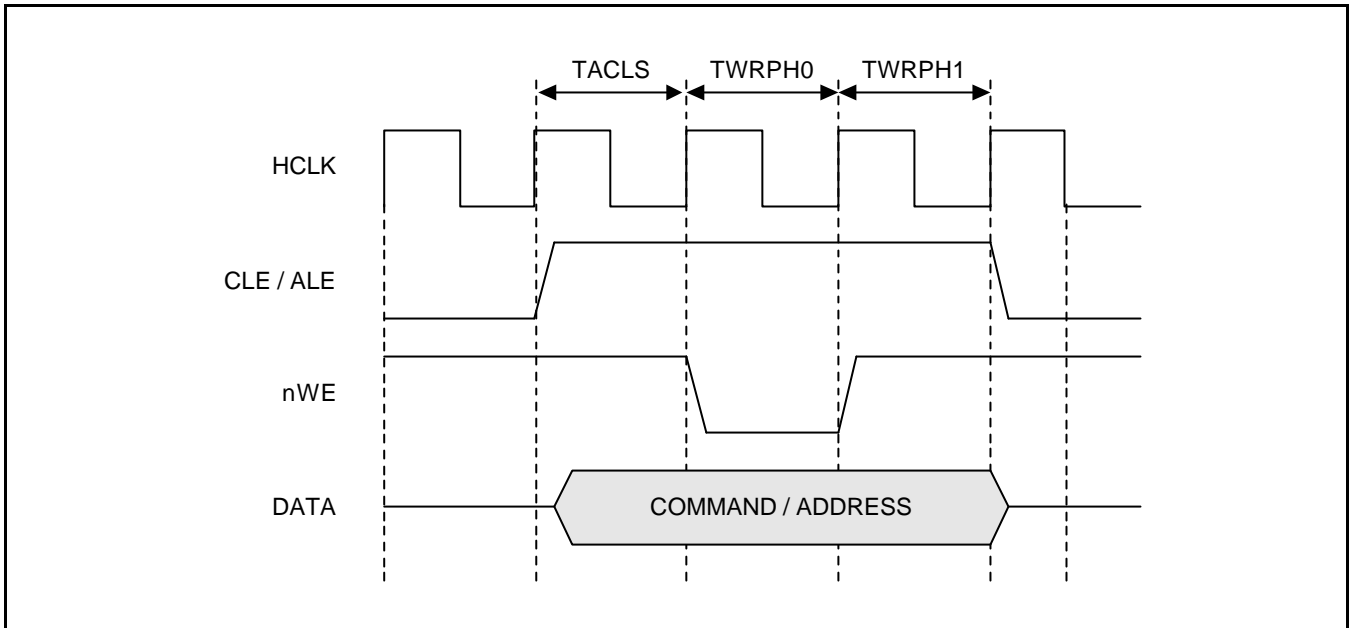 TACLS TWRPH0 TWRPH1
HCLK
CLE / ALE
nWE
DATA
COMMAND / ADDRESS